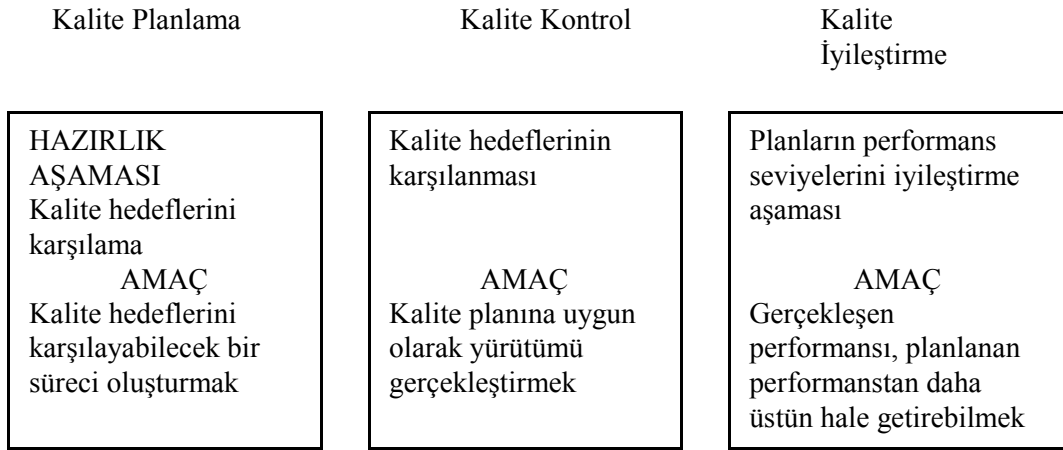 Kalite Planlama
Kalite Kontrol
Kalite
İyileştirme
HAZIRLIK
AŞAMASI
Kalite hedeflerini
karşılama
AMAÇ
Kalite hedeflerini
karşılayabilecek bir
süreci oluşturmak
Kalite hedeflerinin
karşılanması
AMAÇ
Kalite planına uygun
olarak yürütümü
gerçekleştirmek
Planların performans
seviyelerini iyileştirme
aşaması
AMAÇ
Gerçekleşen
performansı, planlanan
performanstan daha
üstün hale getirebilmek